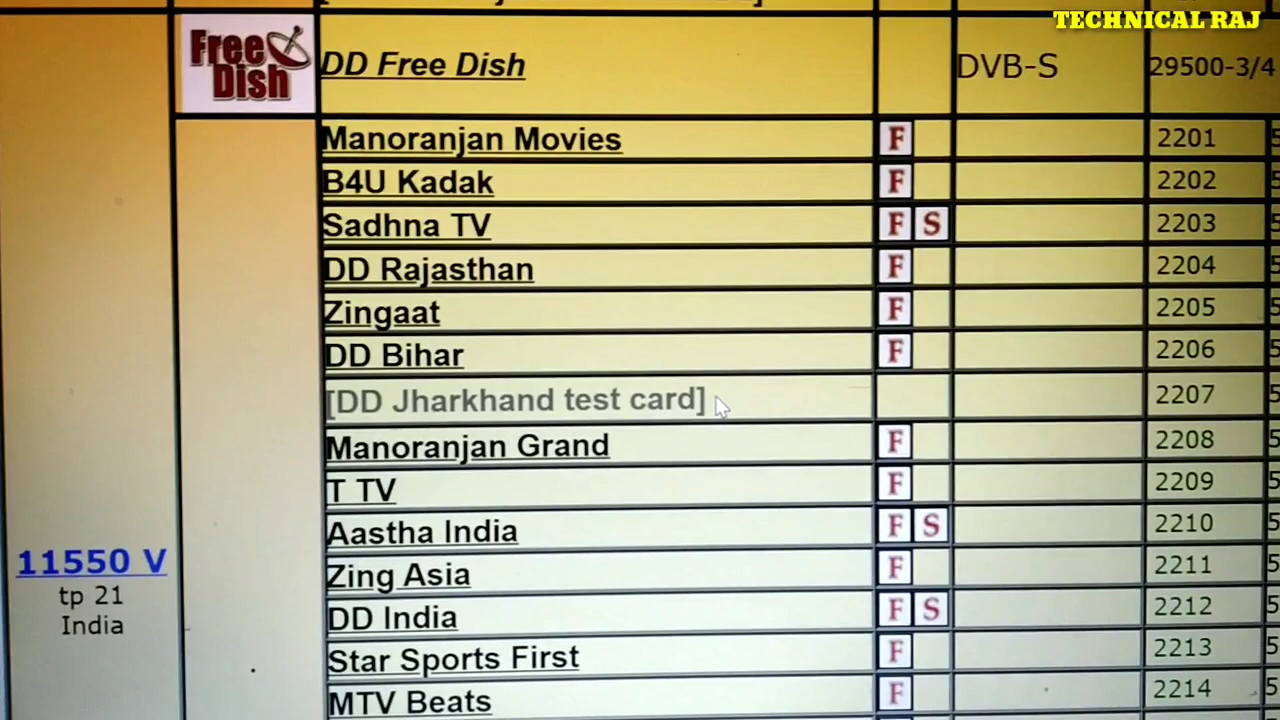 TECHNICAL RAJ
Free Dish DD Free Dish DVB-S 29500-3/4
Manoranjan Movies F 2201
B4U Kadak F 2202
Sadhna TV F S 2203
DD Rajasthan F 2204
Zingaat F 2205
DD Bihar F 2206
[DD Jharkhand test card] 2207
Manoranjan Grand F 2208
T TV F 2209
Aastha India F S 2210
11550 V
tp 21
India
Zing Asia F 2211
DD India F S 2212
Star Sports First F 2213
MTV Beats F 2214